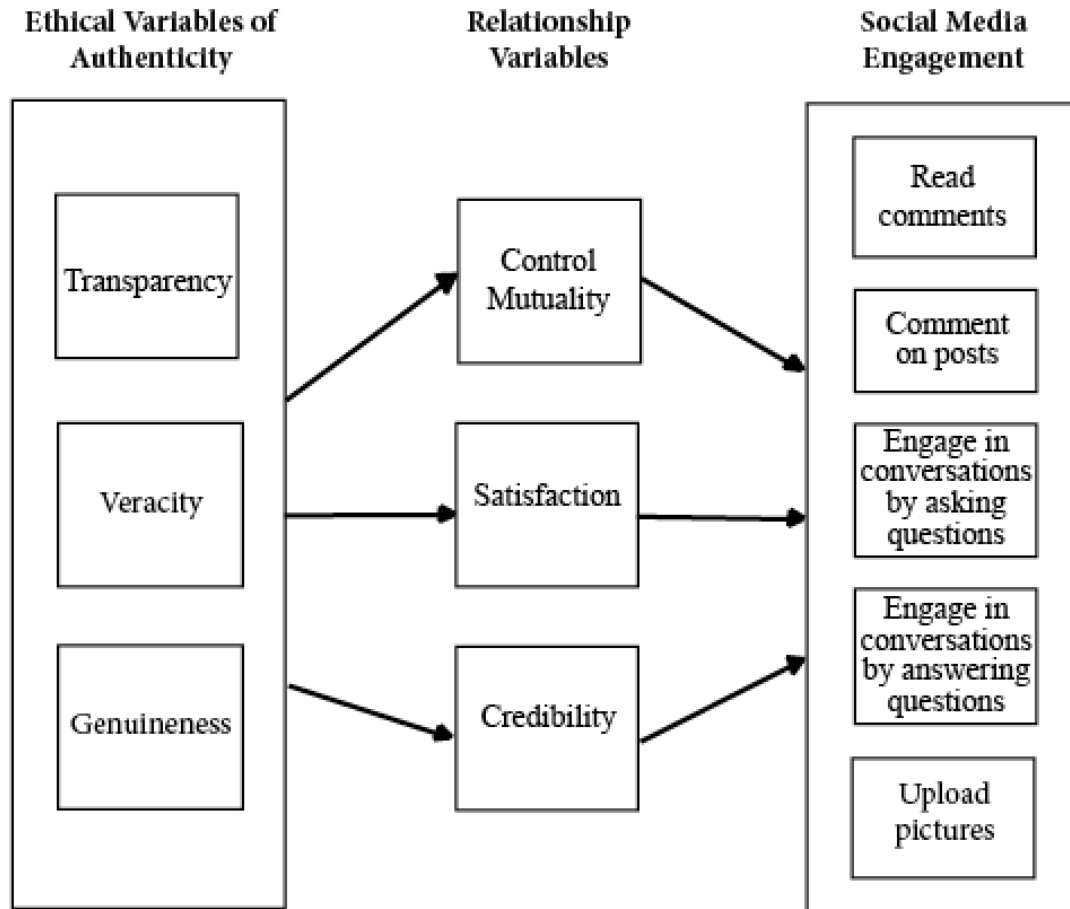 Ethical Variables of
Authenticity
Relationship
Variables
Social Media
Engagement
Transparency
Veracity
Genuineness
Control
Mutuality
Satisfaction
Credibility
Read
comments
Comment
on posts
Engage in
conversations
by asking
questions
Engage in
conversations
by answering
questions
Upload
pictures